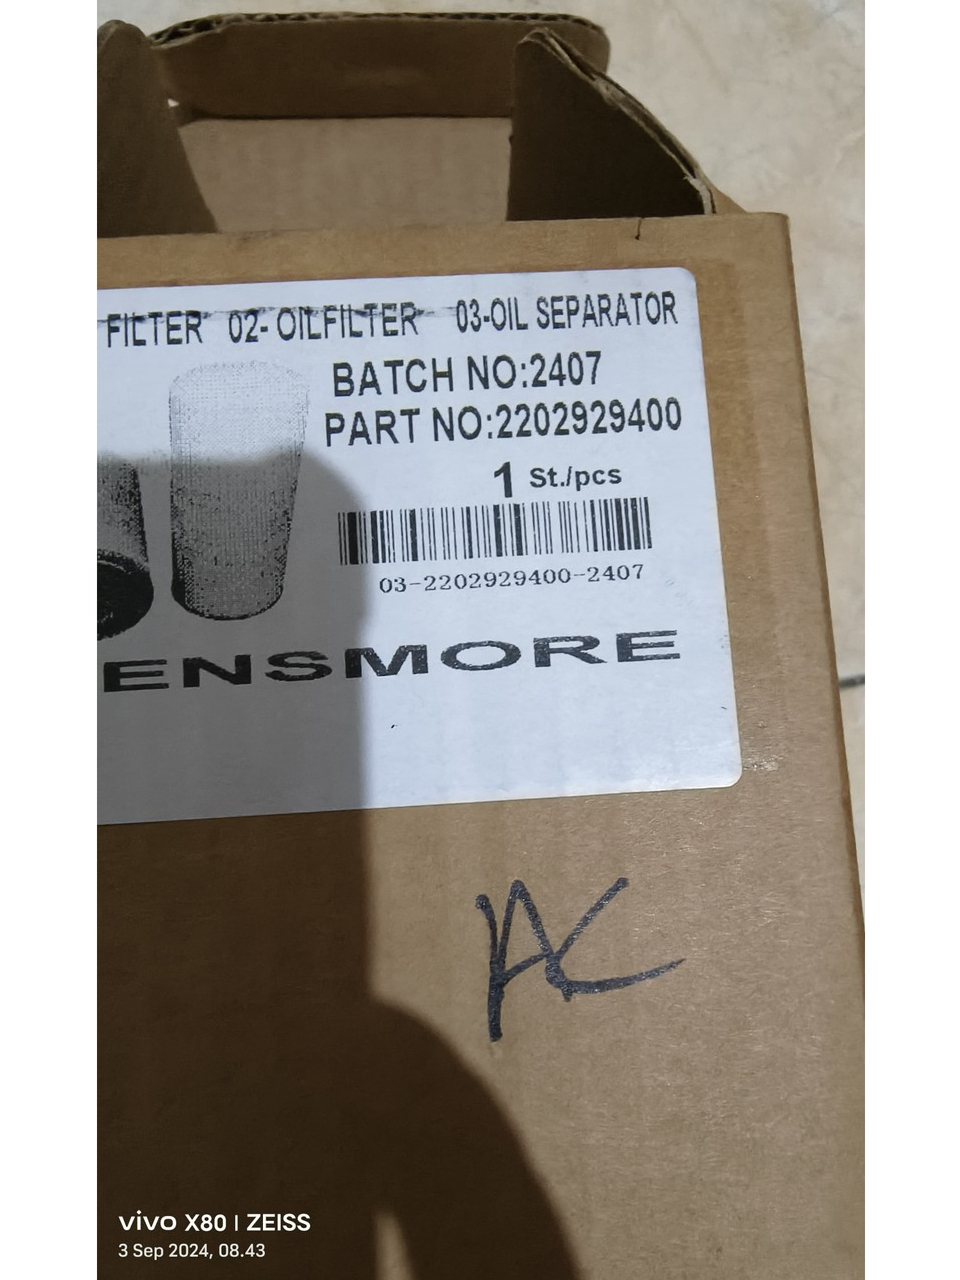 FILTER 02- OILFILTER 03-OIL SEPARATOR
BATCH NO:2407
PART NO:2202929400
1 St./pcs
03-2202929400-2407
ENSMORE
AC
vivo X80 | ZEISS
3 Sep 2024, 08.43